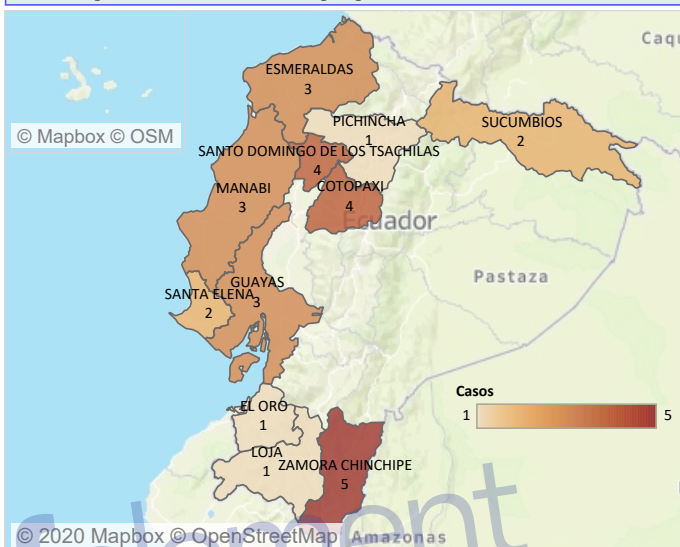 Caqu
ESMERALDAS
3
© Mapbox © OSM
PICHINCHA
1
SUCUMBIOS
2
SANTO DOMINGO DE LOS TSACHILAS
4
MANABI
3
COTOPAXI
4
Ecuador
Pastaza
GUAYAS
3
SANTA ELENA
2
Casos
1
5
EL ORO
1
LOJA
1
ZAMORA CHINCHIPE
5
© 2020 Mapbox © OpenStreetMap
Amazonas